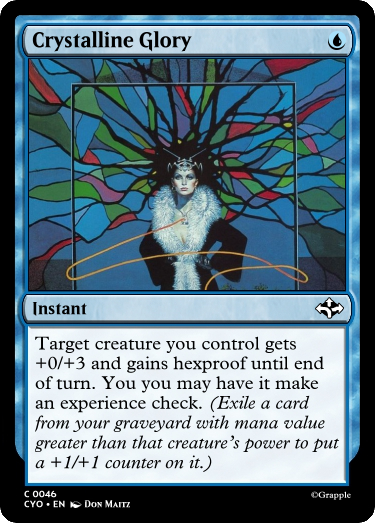 Crystalline Glory
Instant
Target creature you control gets
+0/+3 and gains hexproof until end
of turn. You you may have it make
an experience check. (Exile a card
from your graveyard with mana value
greater than that creature's power to put
a +1/+1 counter on it.)
C 0046
CYO • EN Don Maitz
©Grapple